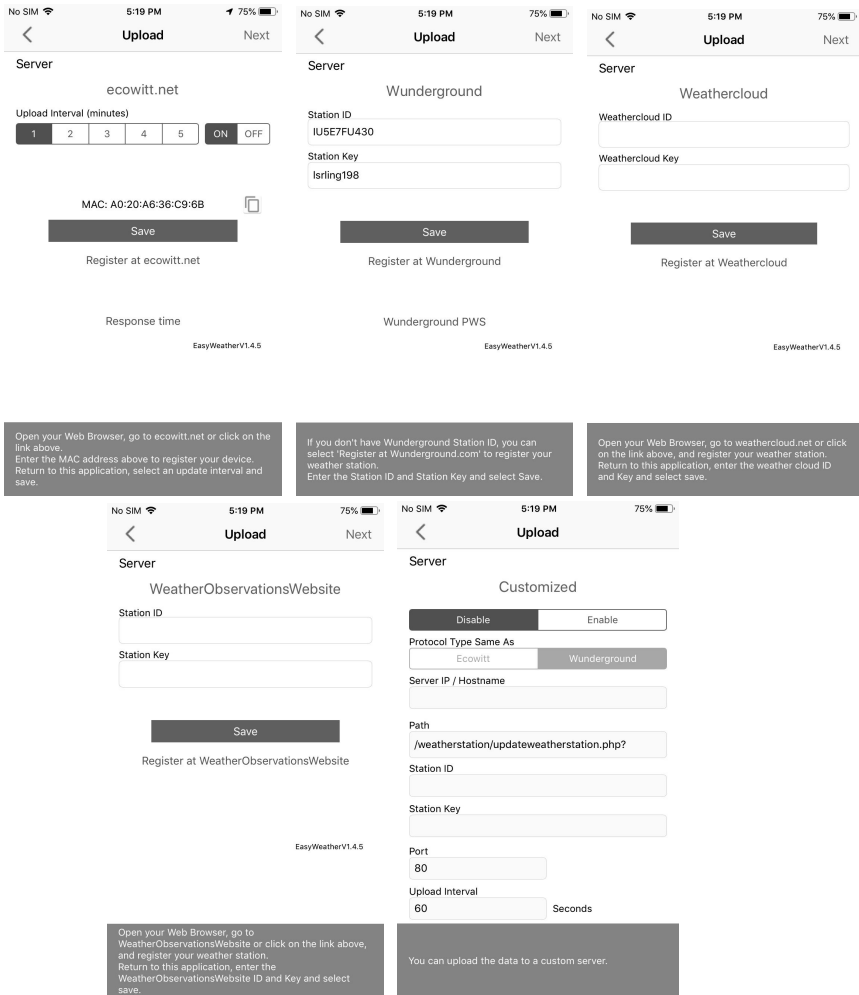 No SIM 5:19 PM 75%
Upload Next
Server
ecowitt.net
Upload Interval (minutes)
1 2 3 4 5 ON OFF
MAC: A0:20:A6:36:C9:6B
Save
Register at ecowitt.net
Response time
EasyWeatherV1.4.5
Open your Web Browser, go to ecowitt.net or click on the
link above.
Enter the MAC address above to register your device.
Return to this application, select an update interval and
save.
No SIM 5:19 PM 75%
Upload Next
Server
Wunderground
Station ID
IU5E7FU430
Station Key
lsrling198
Save
Register at Wunderground
Wunderground PWS
EasyWeatherV1.4.5
If you don't have Wunderground Station ID, you can
select 'Register at Wunderground.com' to register your
weather station.
Enter the Station ID and Station Key and select Save.
No SIM 5:19 PM 75%
Upload Next
Server
Weathercloud
Weathercloud ID
Weathercloud Key
Save
Register at Weathercloud
EasyWeatherV1.4.5
Open your Web Browser, go to weathercloud.net or click
on the link above, and register your weather station.
Return to this application, enter the weather cloud ID
and Key and select save.
No SIM 5:19 PM 75%
Upload Next
Server
WeatherObservationsWebsite
Station ID
Station Key
Save
Register at WeatherObservationsWebsite
EasyWeatherV1.4.5
Open your Web Browser, go to
WeatherObservationsWebsite or click on the link above,
and register your weather station.
Return to this application, enter the
WeatherObservationsWebsite ID and Key and select
save.
No SIM 5:19 PM 75%
Upload
Server
Customized
Disable Enable
Protocol Type Same As
Ecowitt Wunderground
Server IP / Hostname
Path
/weatherstation/updateweatherstation.php?
Station ID
Station Key
Port
80
Upload Interval
60 Seconds
You can upload the data to a custom server.